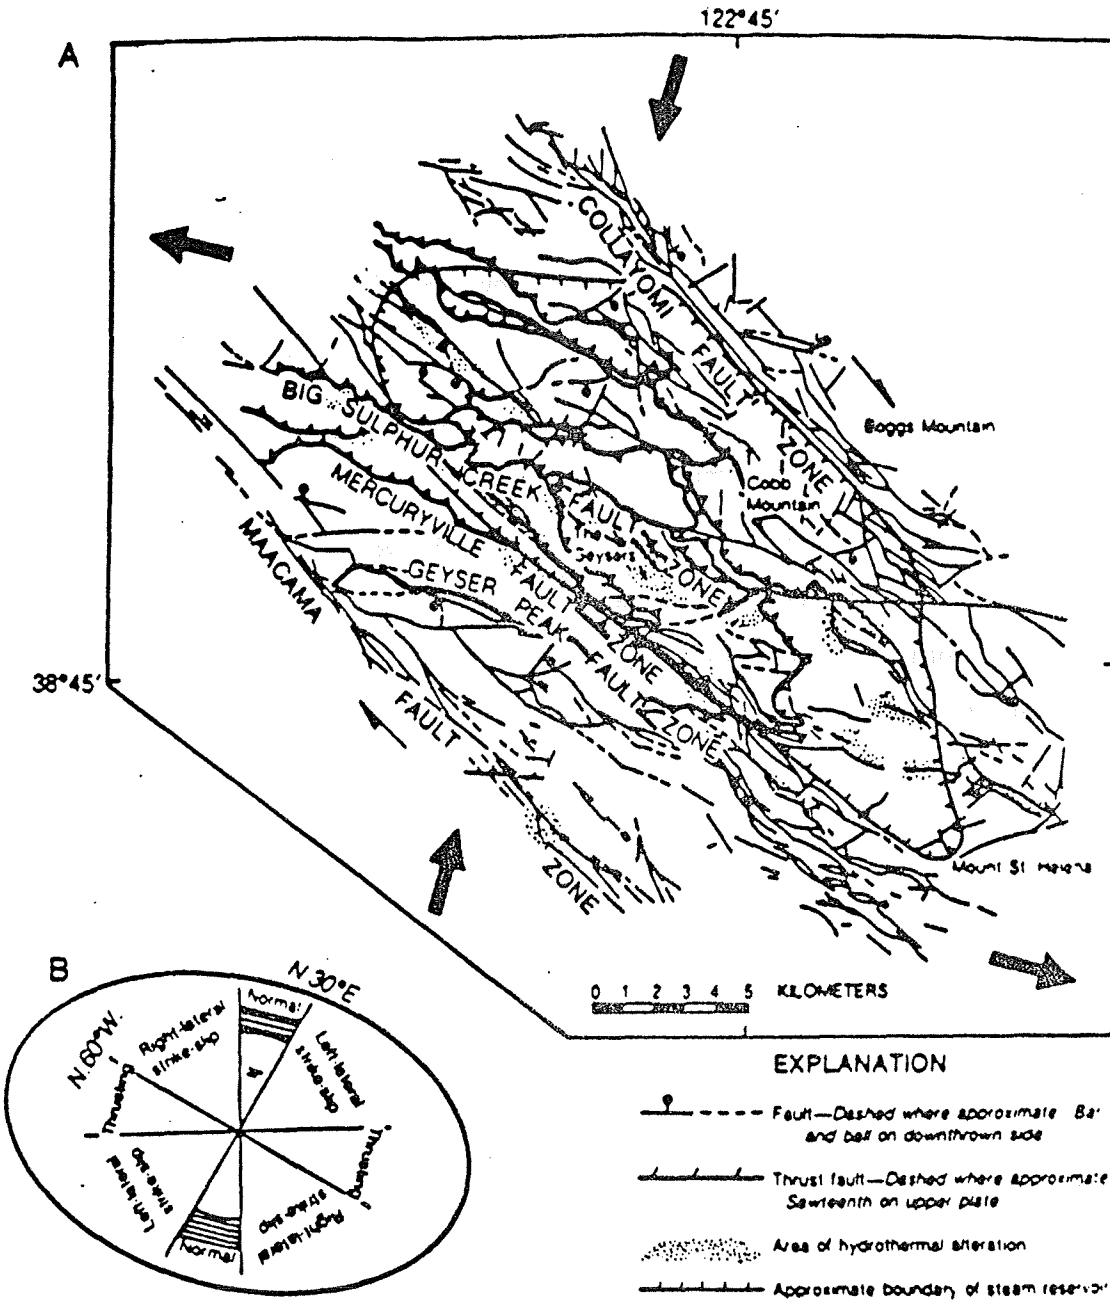 122°45'
A
COLLAYOMI FAULT ZONE
BIG SULPHUR CREEK FAULT ZONE
Boggs Mountain
Cobb
Mountain
MERCURYVILLE FAULT ZONE
The
Geysers
MAACAMA FAULT ZONE
GEYSER PEAK FAULT ZONE
38°45'
Mount St. Helena
0 1 2 3 4 5 KILOMETERS
B
N 30°E
N.60°W.
Normal
Right-lateral
strike-slip
Left-lateral
strike-slip
Thrusting
Thrusting
Left-lateral
strike-slip
Right-lateral
strike-slip
Normal
EXPLANATION
Fault—Dashed where approximate Bar
and ball on downthrown side
Thrust fault—Dashed where approximate
Sawteeth on upper plate
Area of hydrothermal alteration
Approximate boundary of steam reservoir